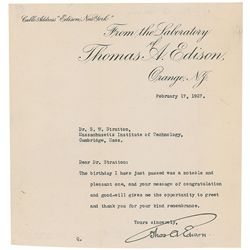 Cable Address "Edison, New York"
From the Laboratory
of
Thomas A. Edison,
Orange, N.J.
February 17, 1927.
Dr. S. W. Stratton,
Massachusetts Institute of Technology,
Cambridge, Mass.
Dear Dr. Stratton:
The birthday I have just passed was a notable and
pleasant one, and your message of congratulation
and good-will gives me the opportunity to greet
and thank you for your kind remembrance.
Yours sincerely,
Thos A Edison